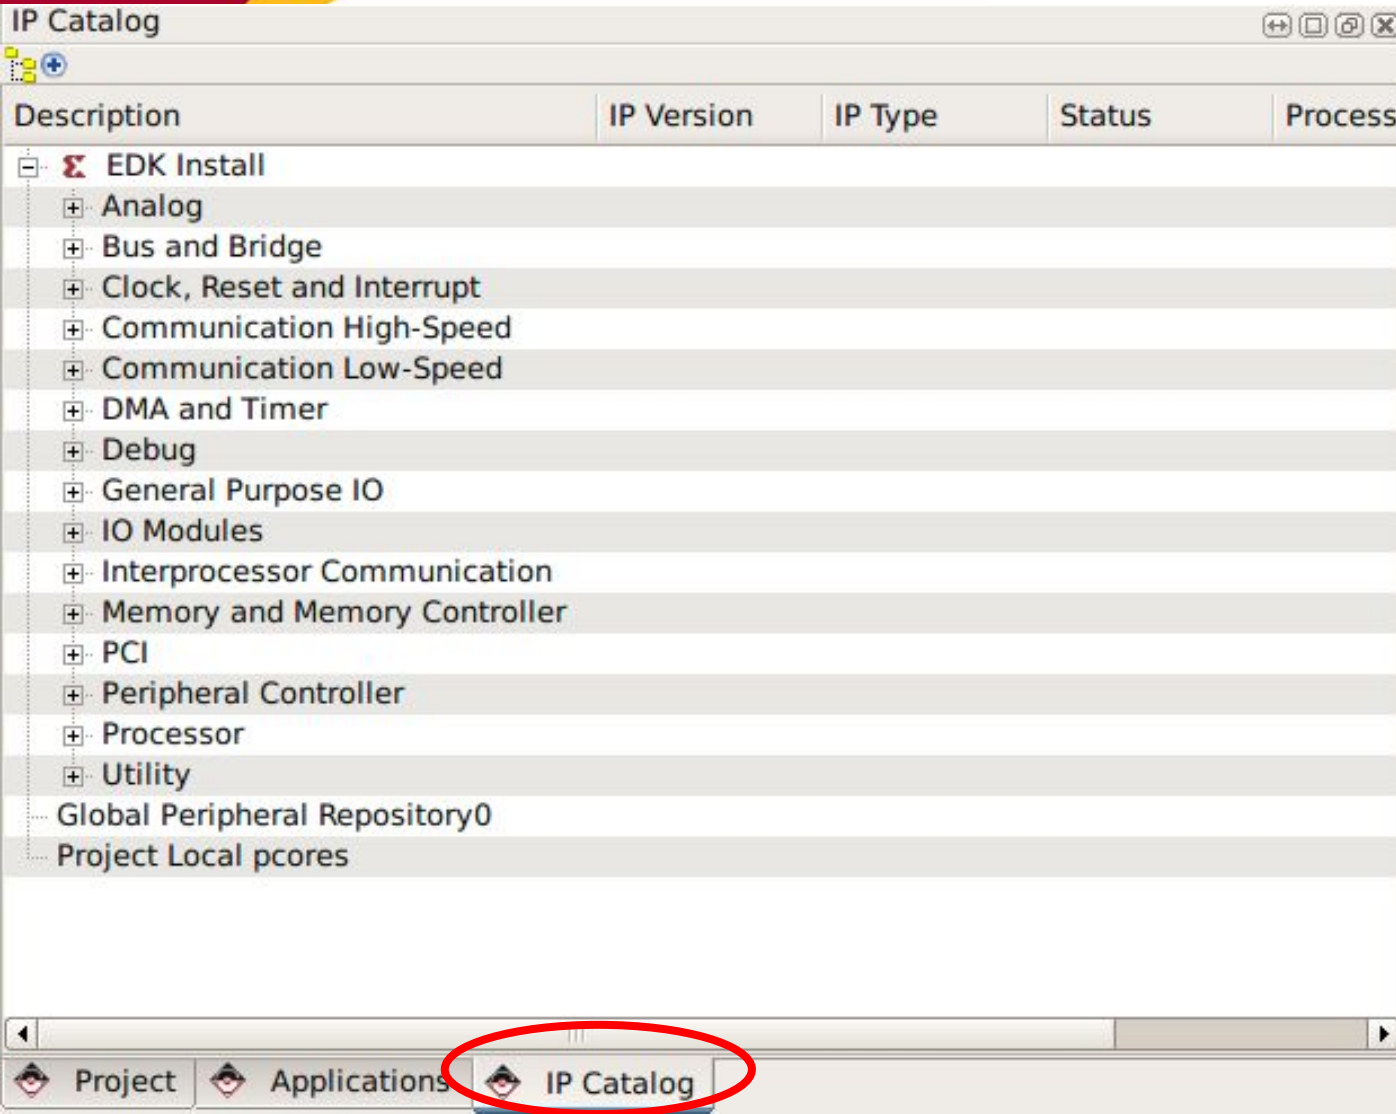 IP Catalog
Description IP Version IP Type Status Process
EDK Install
Analog
Bus and Bridge
Clock, Reset and Interrupt
Communication High-Speed
Communication Low-Speed
DMA and Timer
Debug
General Purpose IO
IO Modules
Interprocessor Communication
Memory and Memory Controller
PCI
Peripheral Controller
Processor
Utility
Global Peripheral Repository0
Project Local pcores
Project Applications IP Catalog